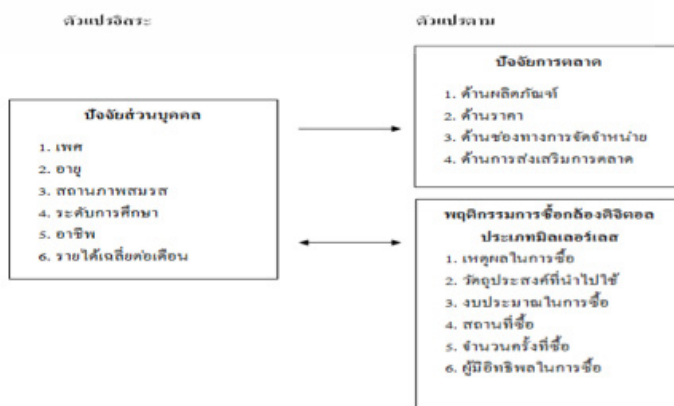 ตัวแปรอิสระ
ตัวแปรตาม
ปัจจัยส่วนบุคคล
1. เพศ
2. อายุ
3. สถานภาพสมรส
4. ระดับการศึกษา
5. อาชีพ
6. รายได้เฉลี่ยต่อเดือน
ปัจจัยการตลาด
1. ด้านผลิตภัณฑ์
2. ด้านราคา
3. ด้านช่องทางการจัดจำหน่าย
4. ด้านการส่งเสริมการตลาด
พฤติกรรมการซื้อกล้องดิจิตอล
ประเภทมิลเลอร์เลส
1. เหตุผลในการซื้อ
2. วัตถุประสงค์ที่นำไปใช้
3. งบประมาณในการซื้อ
4. สถานที่ซื้อ
5. จำนวนครั้งที่ซื้อ
6. ผู้มีอิทธิพลในการซื้อ